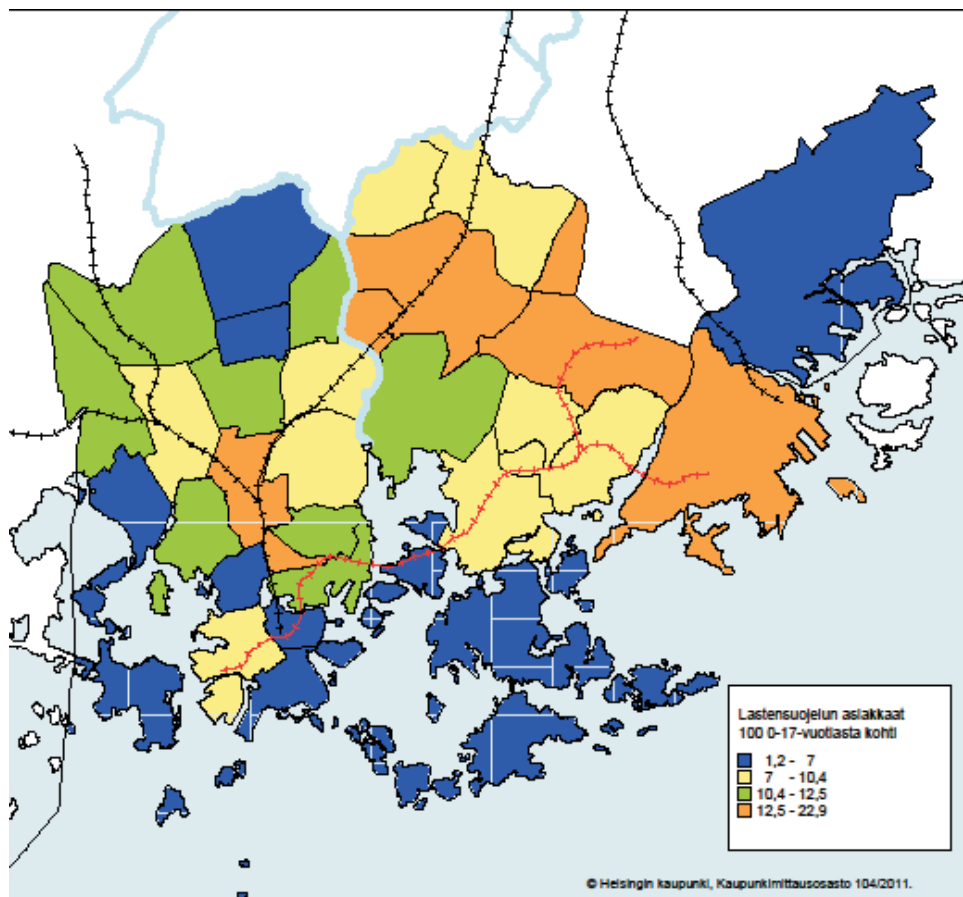 Lastensuojelun asiakkaat
100 0-17-vuotiasta kohti
1,2 - 7
7 - 10,4
10,4 - 12,5
12,5 - 22,9
© Helsingin kaupunki, Kaupunkimittausosasto 104/2011.